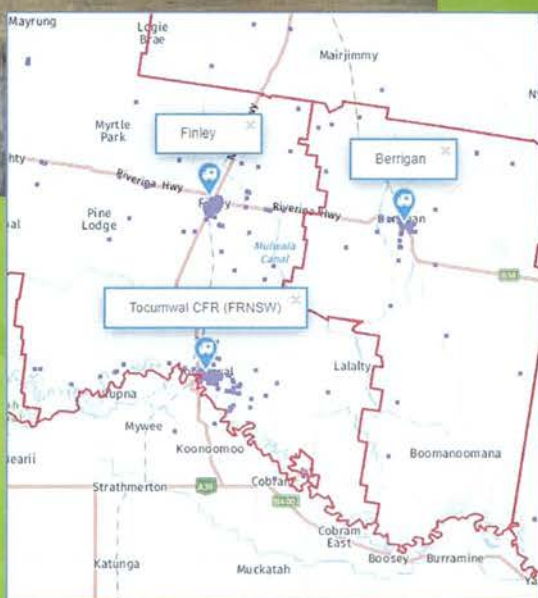 Mayrung
Logie
Brae
Mairjimmy
Myrtle
Park
Finley
Berrigan
Riverina Hwy
Riverina Hwy
Pine
Lodge
Mulwala
Canal
Tocumwal CFR (FRNSW)
Lalalty
Mywee
Koonoomoo
Boomanoomana
Strathmerton
A39
B400
Cobram
East
Katunga
Muckatah
Boosey
Burramine